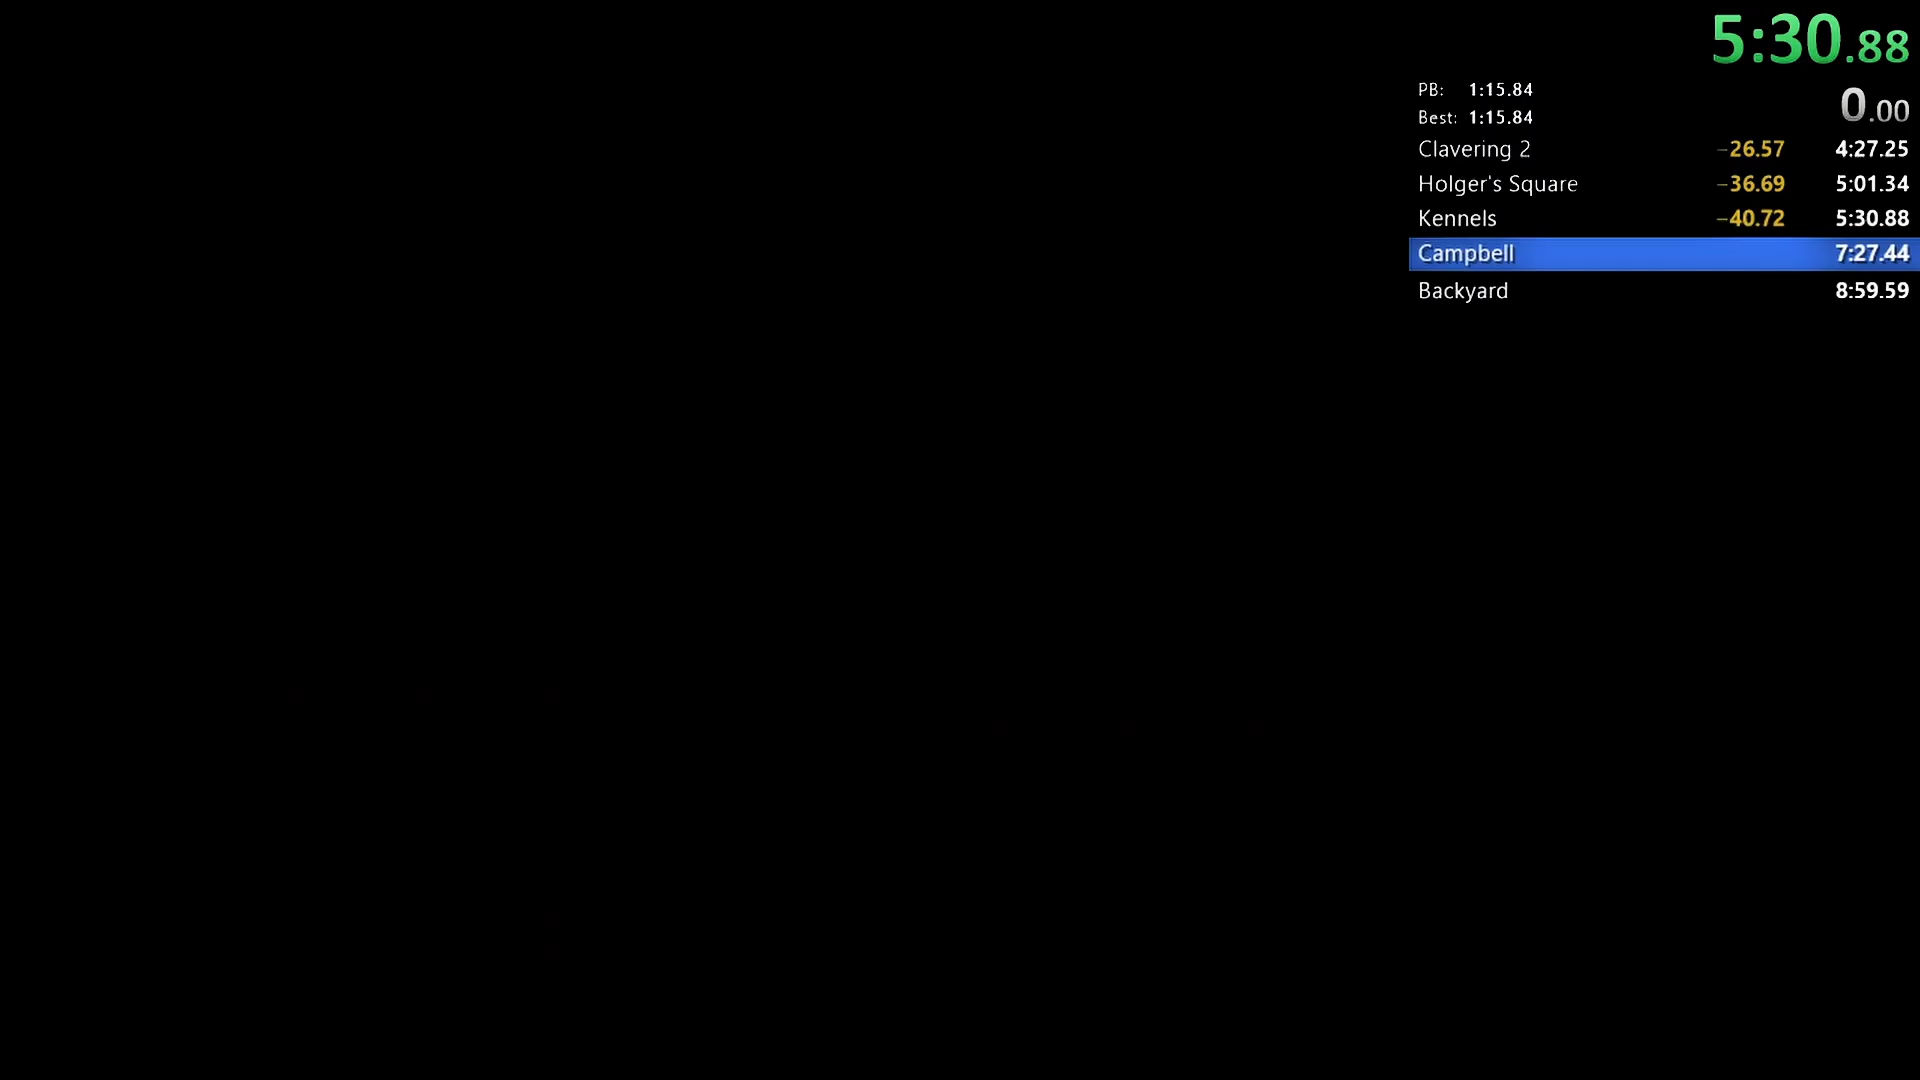 5:30.88
PB: 1:15.84
0.00
Best: 1:15.84
Clavering 2 -26.57 4:27.25
Holger's Square -36.69 5:01.34
Kennels -40.72 5:30.88
Campbell 7:27.44
Backyard 8:59.59